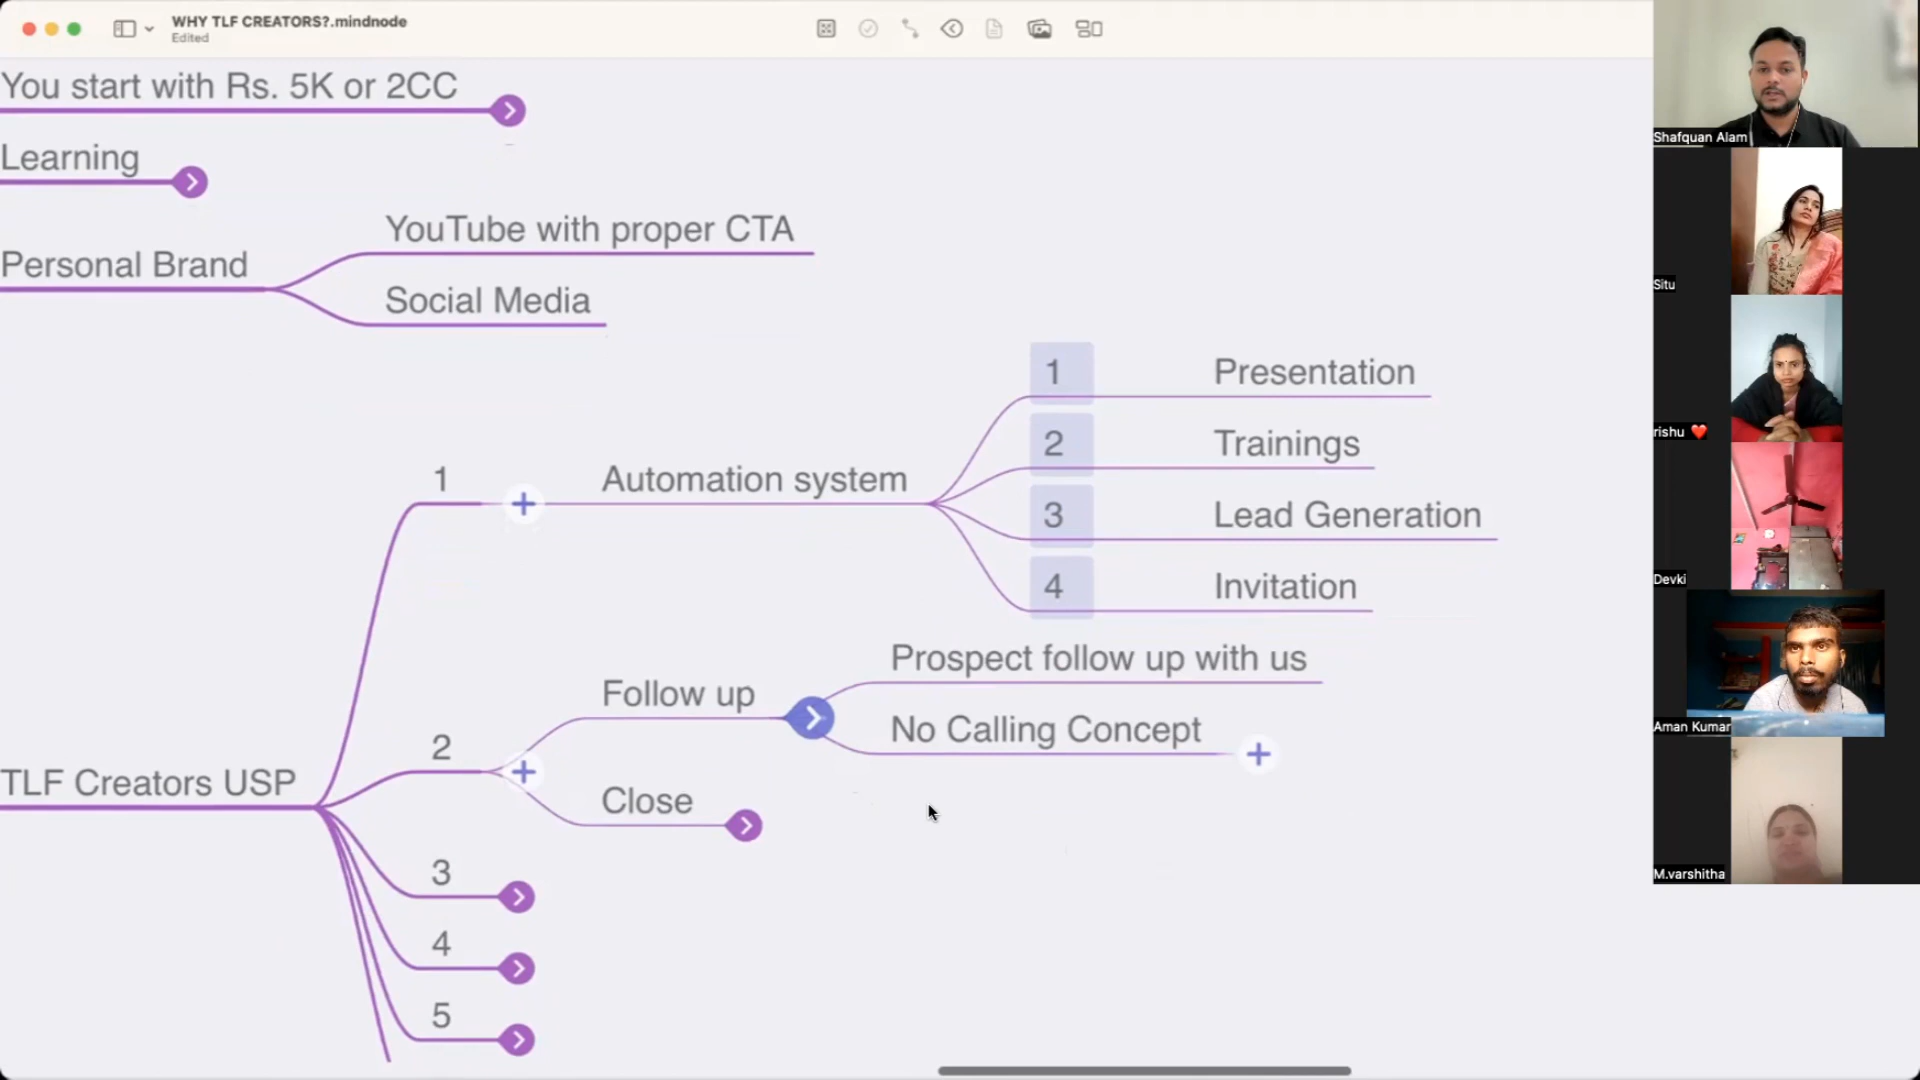 WHY TLF CREATORS?.mindnode
Edited
You start with Rs. 5K or 2CC
Learning
Personal Brand
YouTube with proper CTA
Social Media
TLF Creators USP
1
Automation system
1 Presentation
2 Trainings
3 Lead Generation
4 Invitation
2
Follow up
Prospect follow up with us
No Calling Concept
Close
3
4
5
Shafquan Alam
Situ
rishu ❤️
Devki
Aman Kumar
M.varshitha